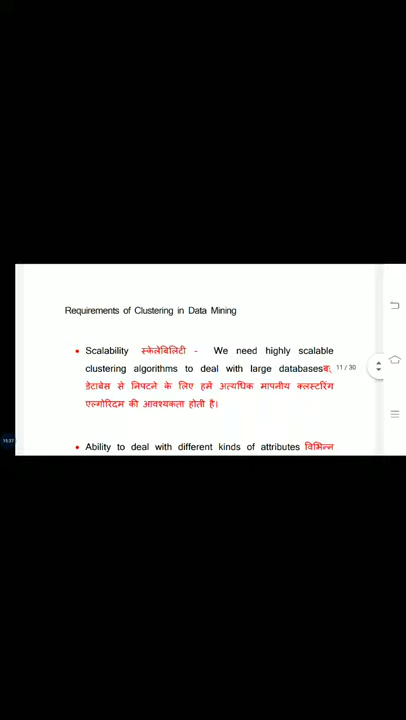 Requirements of Clustering in Data Mining
• Scalability स्केलेबिलिटी - We need highly scalable
clustering algorithms to deal with large databases
11 / 30
डेटाबेस से निपटने के लिए हमें अत्यधिक मापनीय क्लस्टरिंग
एल्गोरिदम की आवश्यकता होती है।
• Ability to deal with different kinds of attributes विभिन्न
15:37